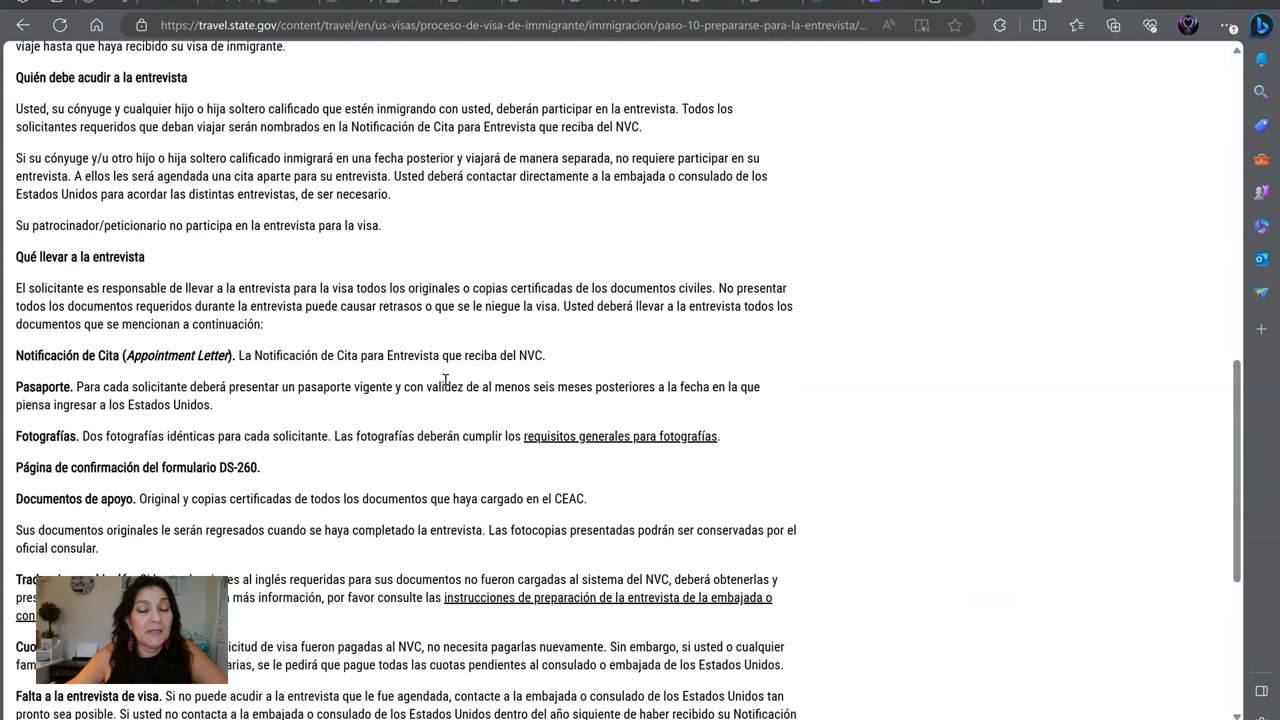 https://travel.state.gov/content/travel/en/us-visas/proceso-de-visa-de-immigrante/immigracion/paso-10-prepararse-para-la-entrevista/...
viaje hasta que haya recibido su visa de inmigrante.
Quién debe acudir a la entrevista
Usted, su cónyuge y cualquier hijo o hija soltero calificado que estén inmigrando con usted, deberán participar en la entrevista. Todos los
solicitantes requeridos que deban viajar serán nombrados en la Notificación de Cita para Entrevista que reciba del NVC.
Si su cónyuge y/u otro hijo o hija soltero calificado inmigrará en una fecha posterior y viajará de manera separada, no requiere participar en su
entrevista. A ellos les será agendada una cita aparte para su entrevista. Usted deberá contactar directamente a la embajada o consulado de los
Estados Unidos para acordar las distintas entrevistas, de ser necesario.
Su patrocinador/peticionario no participa en la entrevista para la visa.
Qué llevar a la entrevista
El solicitante es responsable de llevar a la entrevista para la visa todos los originales o copias certificadas de los documentos civiles. No presentar
todos los documentos requeridos durante la entrevista puede causar retrasos o que se le niegue la visa. Usted deberá llevar a la entrevista todos los
documentos que se mencionan a continuación:
Notificación de Cita (Appointment Letter). La Notificación de Cita para Entrevista que reciba del NVC.
Pasaporte. Para cada solicitante deberá presentar un pasaporte vigente y con validez de al menos seis meses posteriores a la fecha en la que
piensa ingresar a los Estados Unidos.
Fotografías. Dos fotografías idénticas para cada solicitante. Las fotografías deberán cumplir los requisitos generales para fotografías.
Página de confirmación del formulario DS-260.
Documentos de apoyo. Original y copias certificadas de todos los documentos que haya cargado en el CEAC.
Sus documentos originales le serán regresados cuando se haya completado la entrevista. Las fotocopias presentadas podrán ser conservadas por el
oficial consular.
al inglés requeridas para sus documentos no fueron cargadas al sistema del NVC, deberá obtenerlas y
más información, por favor consulte las instrucciones de preparación de la entrevista de la embajada o
visa fueron pagadas al NVC, no necesita pagarlas nuevamente. Sin embargo, si usted o cualquier
se le pedirá que pague todas las cuotas pendientes al consulado o embajada de los Estados Unidos.
Falta a la entrevista de visa. Si no puede acudir a la entrevista que le fue agendada, contacte a la embajada o consulado de los Estados Unidos tan
pronto sea posible. Si usted no contacta a la embajada o consulado de los Estados Unidos dentro del año siguiente de haber recibido su Notificación